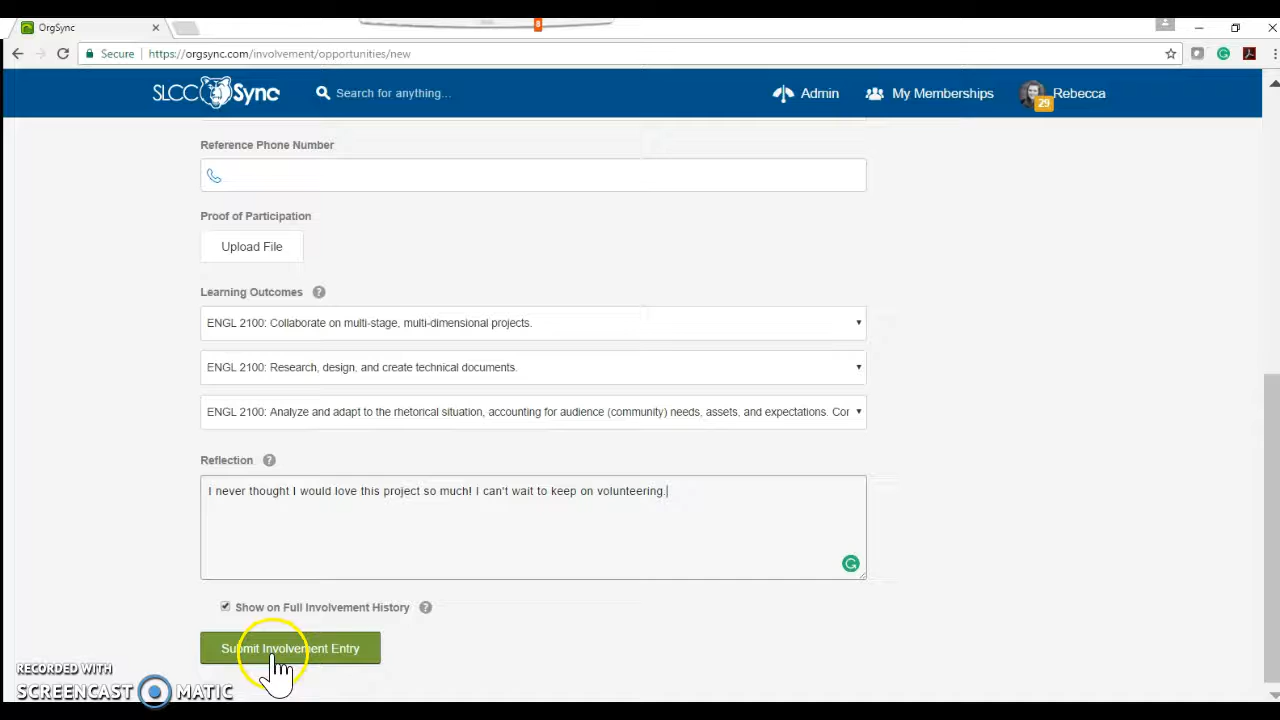 OrgSync
8
Secure https://orgsync.com/involvement/opportunities/new
SLCC Sync Search for anything... Admin My Memberships 29 Rebecca
Reference Phone Number
Proof of Participation
Upload File
Learning Outcomes ?
ENGL 2100: Collaborate on multi-stage, multi-dimensional projects.
ENGL 2100: Research, design, and create technical documents.
ENGL 2100: Analyze and adapt to the rhetorical situation, accounting for audience (community) needs, assets, and expectations. Cor
Reflection ?
I never thought I would love this project so much! I can't wait to keep on volunteering.
Show on Full Involvement History ?
Submit Involvement Entry
RECORDED WITH
SCREENCAST MATIC